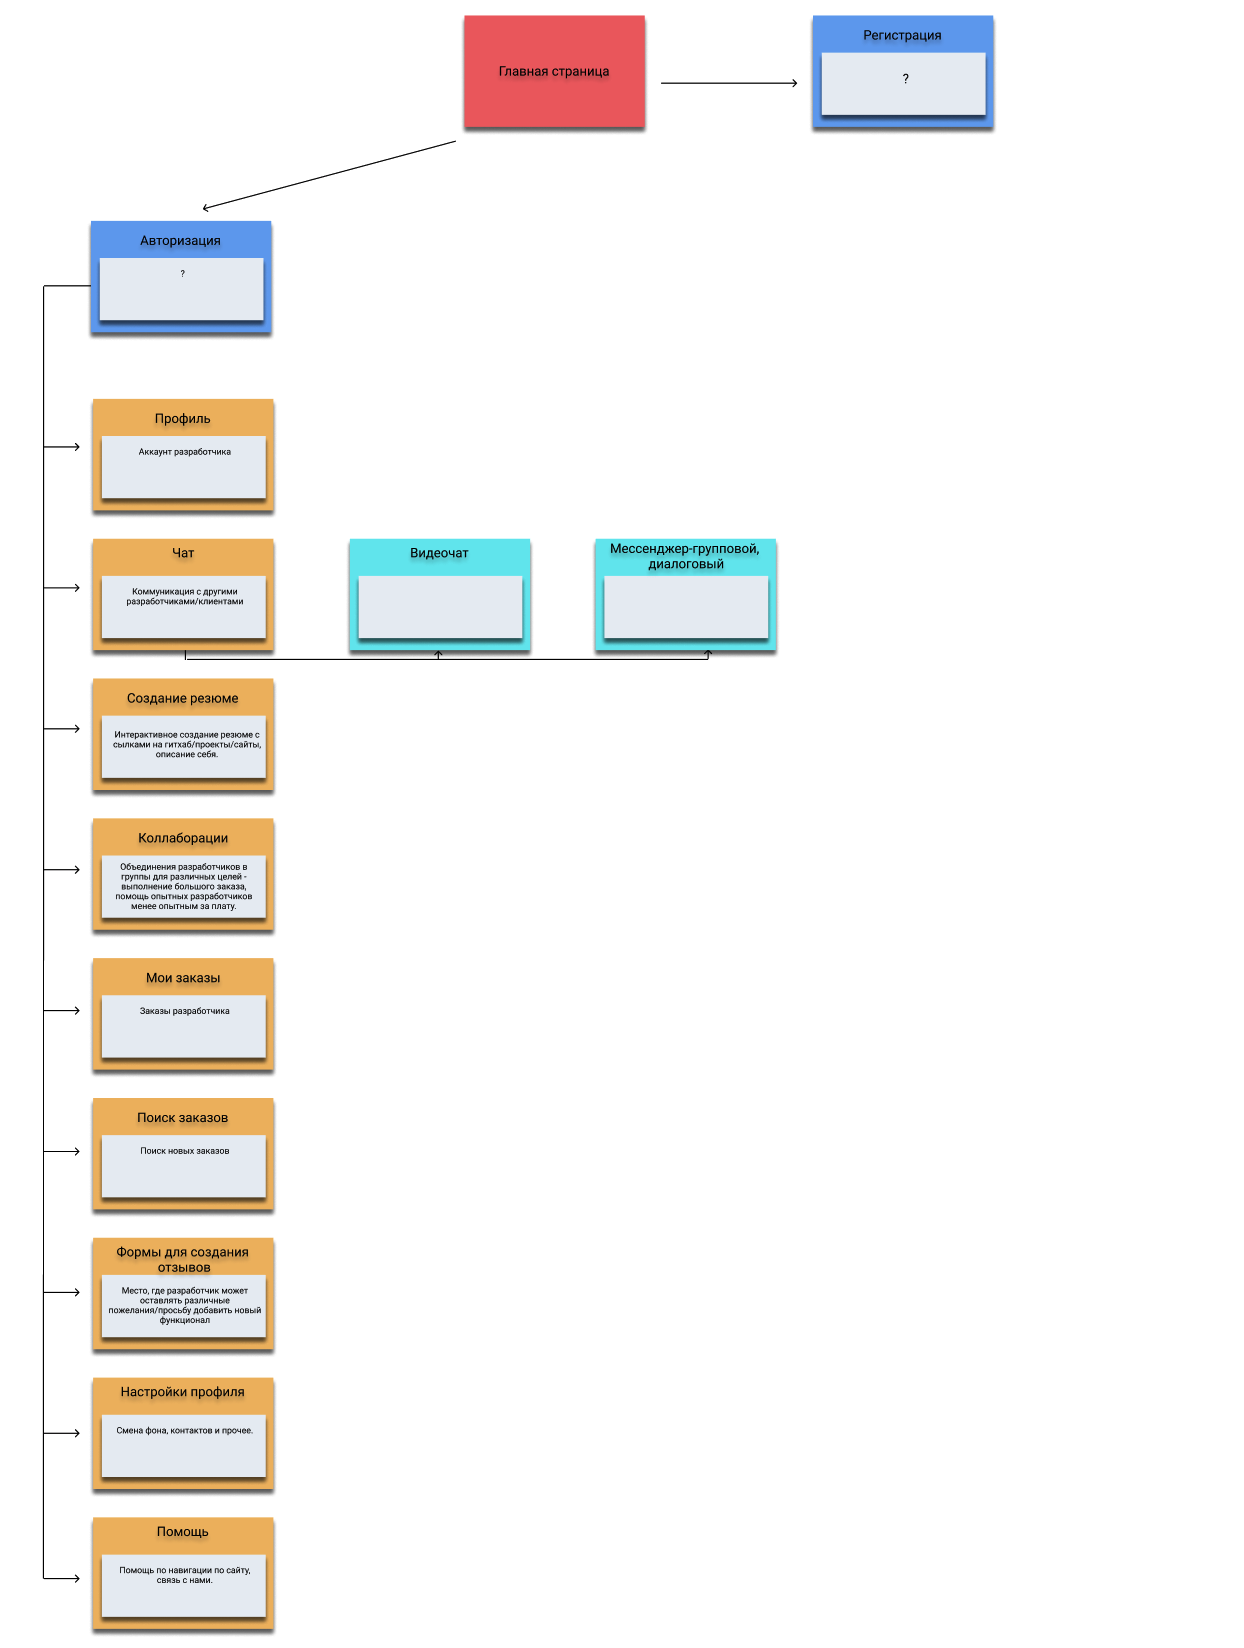 Главная страница
Регистрация
?
Авторизация
?
Профиль
Аккаунт разработчика
Чат
Коммуникация с другими
разработчиками/клиентами
Видеочат
Мессенджер-групповой,
диалоговый
Создание резюме
Интерактивное создание резюме с
сылками на гитхаб/проекты/сайты,
описание себя.
Коллаборации
Объединения разработчиков в
группы для различных целей -
выполнение большого заказа,
помощь опытных разработчиков
менее опытным за плату.
Мои заказы
Заказы разработчика
Поиск заказов
Поиск новых заказов
Формы для создания
отзывов
Место, где разработчик может
оставлять различные
пожелания/просьбу добавить новый
функционал
Настройки профиля
Смена фона, контактов и прочее.
Помощь
Помощь по навигации по сайту,
связь с нами.